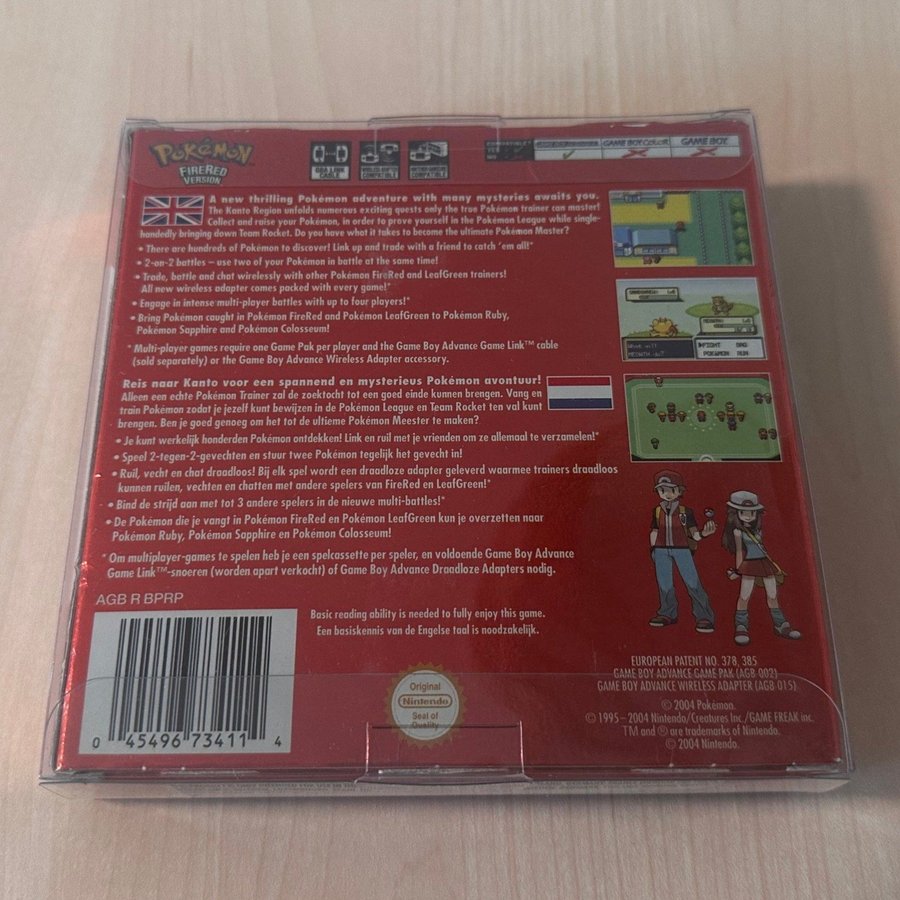 POKéMON
FIRERED
VERSION
GBA LINK
CABLE
WIRELESS ADAPTER
COMPATIBLE
COMPATIBLE
COMPATIBLE
YES
NO
GAME BOY COLOR
GAME BOY
A new thrilling Pokémon adventure with many mysteries awaits you.
The Kanto Region unfolds numerous exciting quests only the true Pokémon trainer can master!
Collect and raise your Pokémon, in order to prove yourself in the Pokémon League while single-
handedly bringing down Team Rocket. Do you have what it takes to become the ultimate Pokémon Master?
• There are hundreds of Pokémon to discover! Link up and trade with a friend to catch 'em all!*
• 2-on-2 battles – use two of your Pokémon in battle at the same time!
• Trade, battle and chat wirelessly with other Pokémon FireRed and LeafGreen trainers!
All new wireless adapter comes packed with every game!*
• Engage in intense multi-player battles with up to four players!*
• Bring Pokémon caught in Pokémon FireRed and Pokémon LeafGreen to Pokémon Ruby,
Pokémon Sapphire and Pokémon Colosseum!
* Multi-player games require one Game Pak per player and the Game Boy Advance Game Link™ cable
(sold separately) or the Game Boy Advance Wireless Adapter accessory.
FIGHT BAG
POKéMON RUN
Reis naar Kanto voor een spannend en mysterieus Pokémon avontuur!
Alleen een echte Pokémon Trainer zal de zoektocht tot een goed einde kunnen brengen. Vang en
train Pokémon zodat je jezelf kunt bewijzen in de Pokémon League en Team Rocket ten val kunt
brengen. Ben je goed genoeg om het tot de ultieme Pokémon Meester te maken?
• Je kunt werkelijk honderden Pokémon ontdekken! Link en ruil met je vrienden om ze allemaal te verzamelen!*
• Speel 2-tegen-2-gevechten en stuur twee Pokémon tegelijk het gevecht in!
• Ruil, vecht en chat draadloos! Bij elk spel wordt een draadloze adapter geleverd waarmee trainers draadloos
kunnen ruilen, vechten en chatten met andere spelers van FireRed en LeafGreen!*
• Bind de strijd aan met tot 3 andere spelers in de nieuwe multi-battles!*
• De Pokémon die je vangt in Pokémon FireRed en Pokémon LeafGreen kun je overzetten naar
Pokémon Ruby, Pokémon Sapphire en Pokémon Colosseum!
* Om multiplayer-games te spelen heb je een spelcassette per speler, en voldoende Game Boy Advance
Game Link™-snoeren (worden apart verkocht) of Game Boy Advance Draadloze Adapters nodig.
AGB R BPRP
Basic reading ability is needed to fully enjoy this game.
Een basiskennis van de Engelse taal is noodzakelijk.
0 45496 73411 4
Original
Nintendo
Seal of
Quality
EUROPEAN PATENT NO. 378, 385
GAME BOY ADVANCE GAME PAK (AGB 002)
GAME BOY ADVANCE WIRELESS ADAPTER (AGB 015)
© 2004 Pokémon.
© 1995–2004 Nintendo/Creatures Inc./GAME FREAK inc.
TM and ® are trademarks of Nintendo.
© 2004 Nintendo.